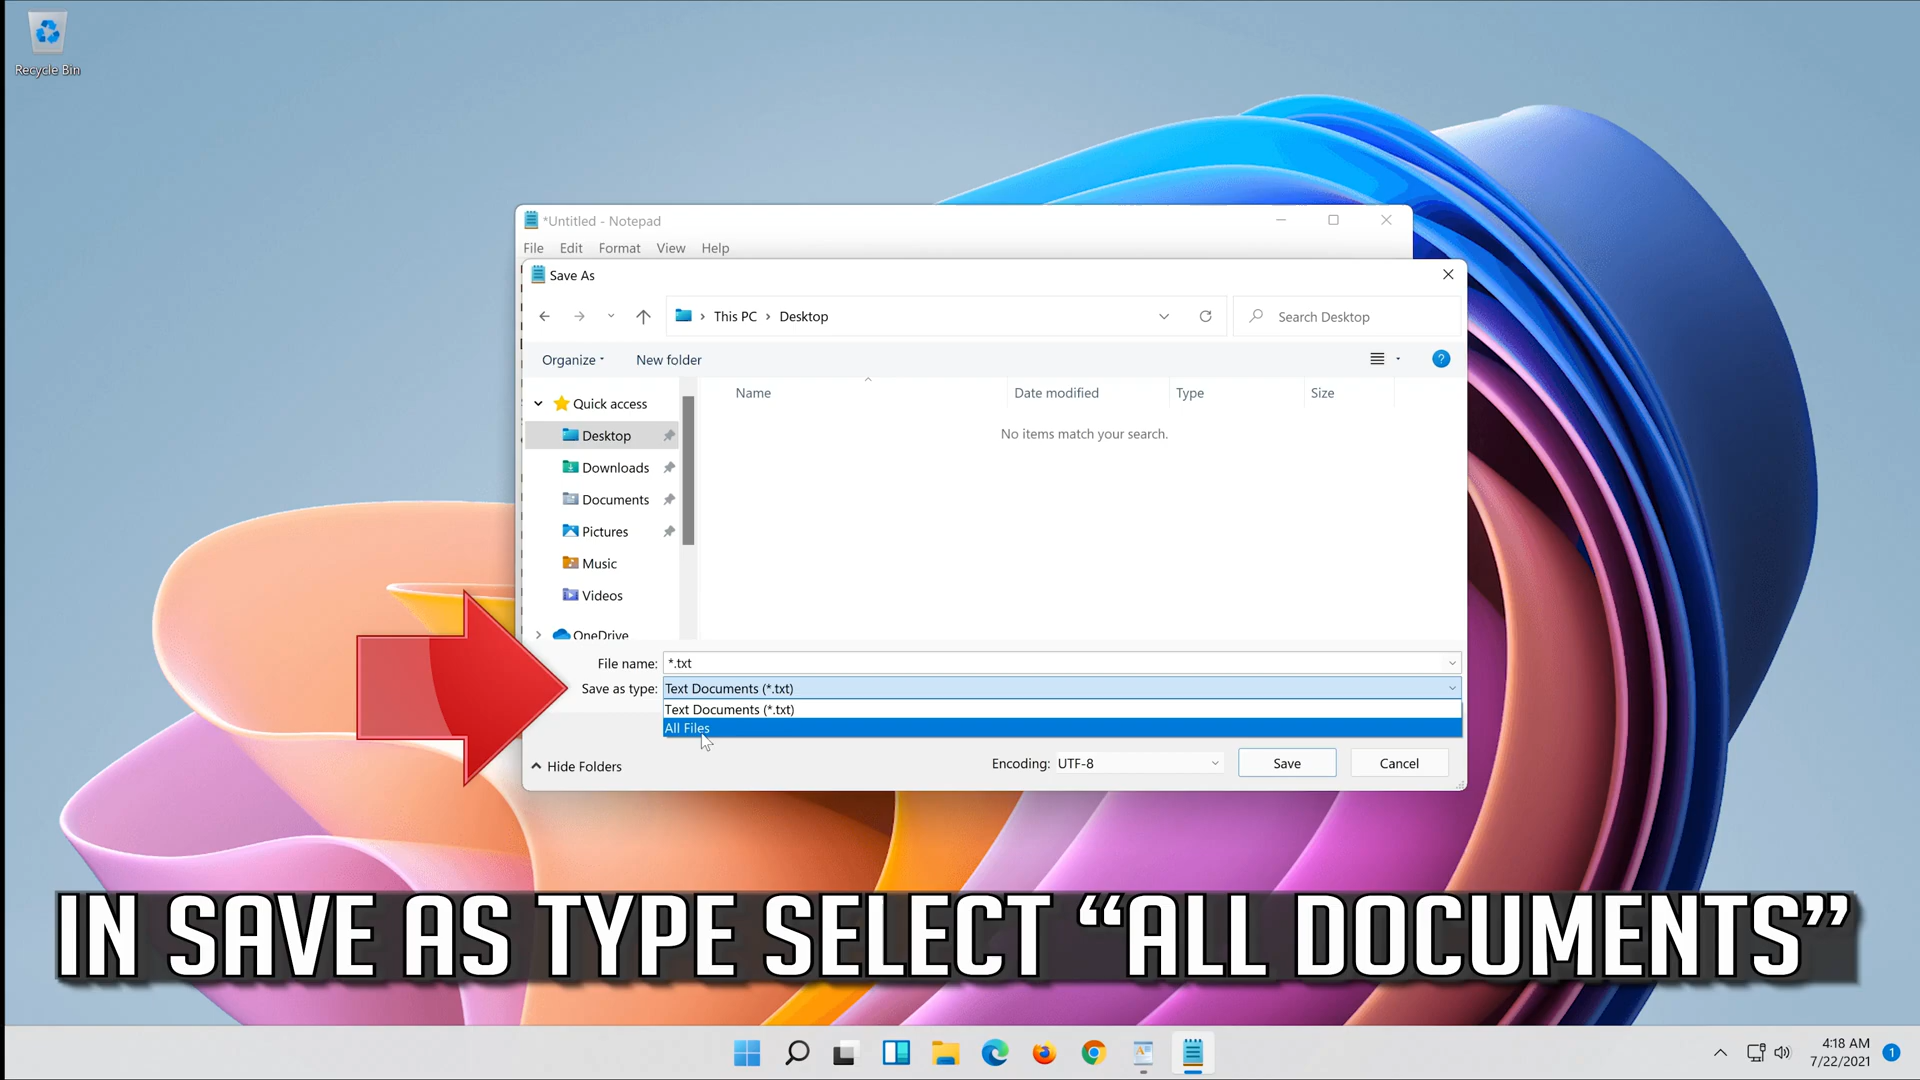 Recycle Bin
*Untitled - Notepad
File Edit Format View Help
Save As
This PC > Desktop
Search Desktop
Organize New folder
Name Date modified Type Size
No items match your search.
Quick access
Desktop
Downloads
Documents
Pictures
Music
Videos
OneDrive
File name: *.txt
Save as type: Text Documents (*.txt)
Text Documents (*.txt)
All Files
Hide Folders Encoding: UTF-8 Save Cancel
IN SAVE AS TYPE SELECT “ALL DOCUMENTS”
4:18 AM
7/22/2021 1